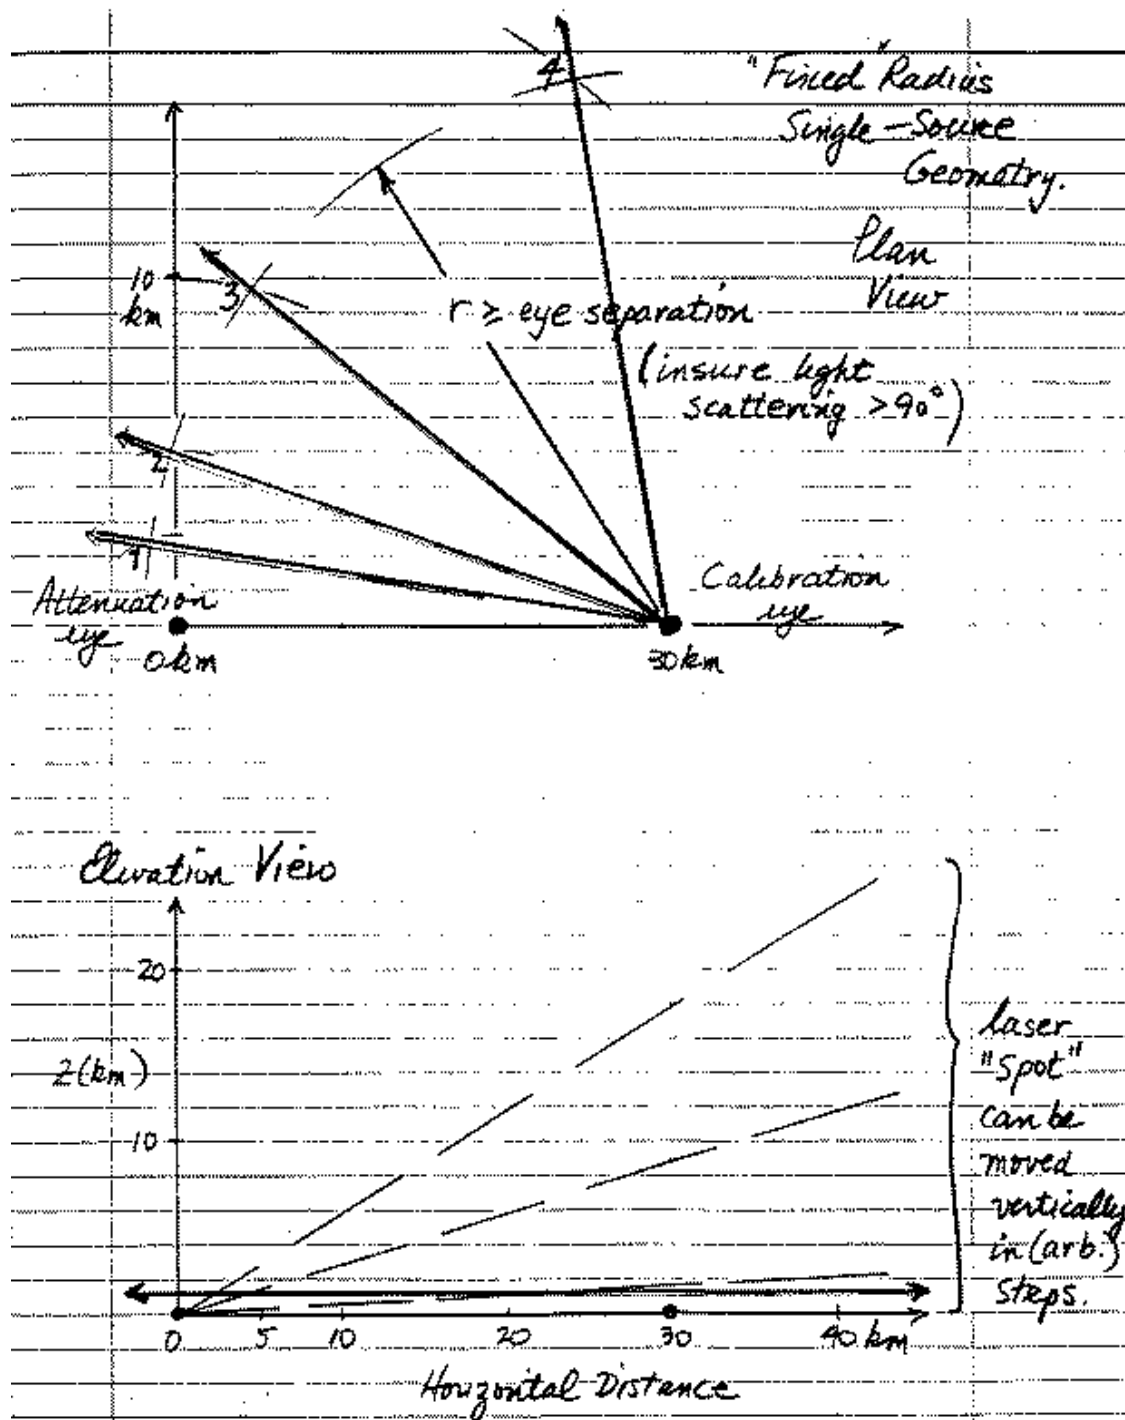 "Fixed" Radius
Single-Source
Geometry.
Plan
View
4
10
km
3
r ≥ eye separation
(insure light
scattering >90°)
2
1
Attenuation
eye
Calibration
eye
0 km
30 km
Elevation View
20
Z (km)
10
laser
"spot"
can be
moved
vertically
in (arb.)
steps.
0 5 10 20 30 40 km
Horizontal Distance